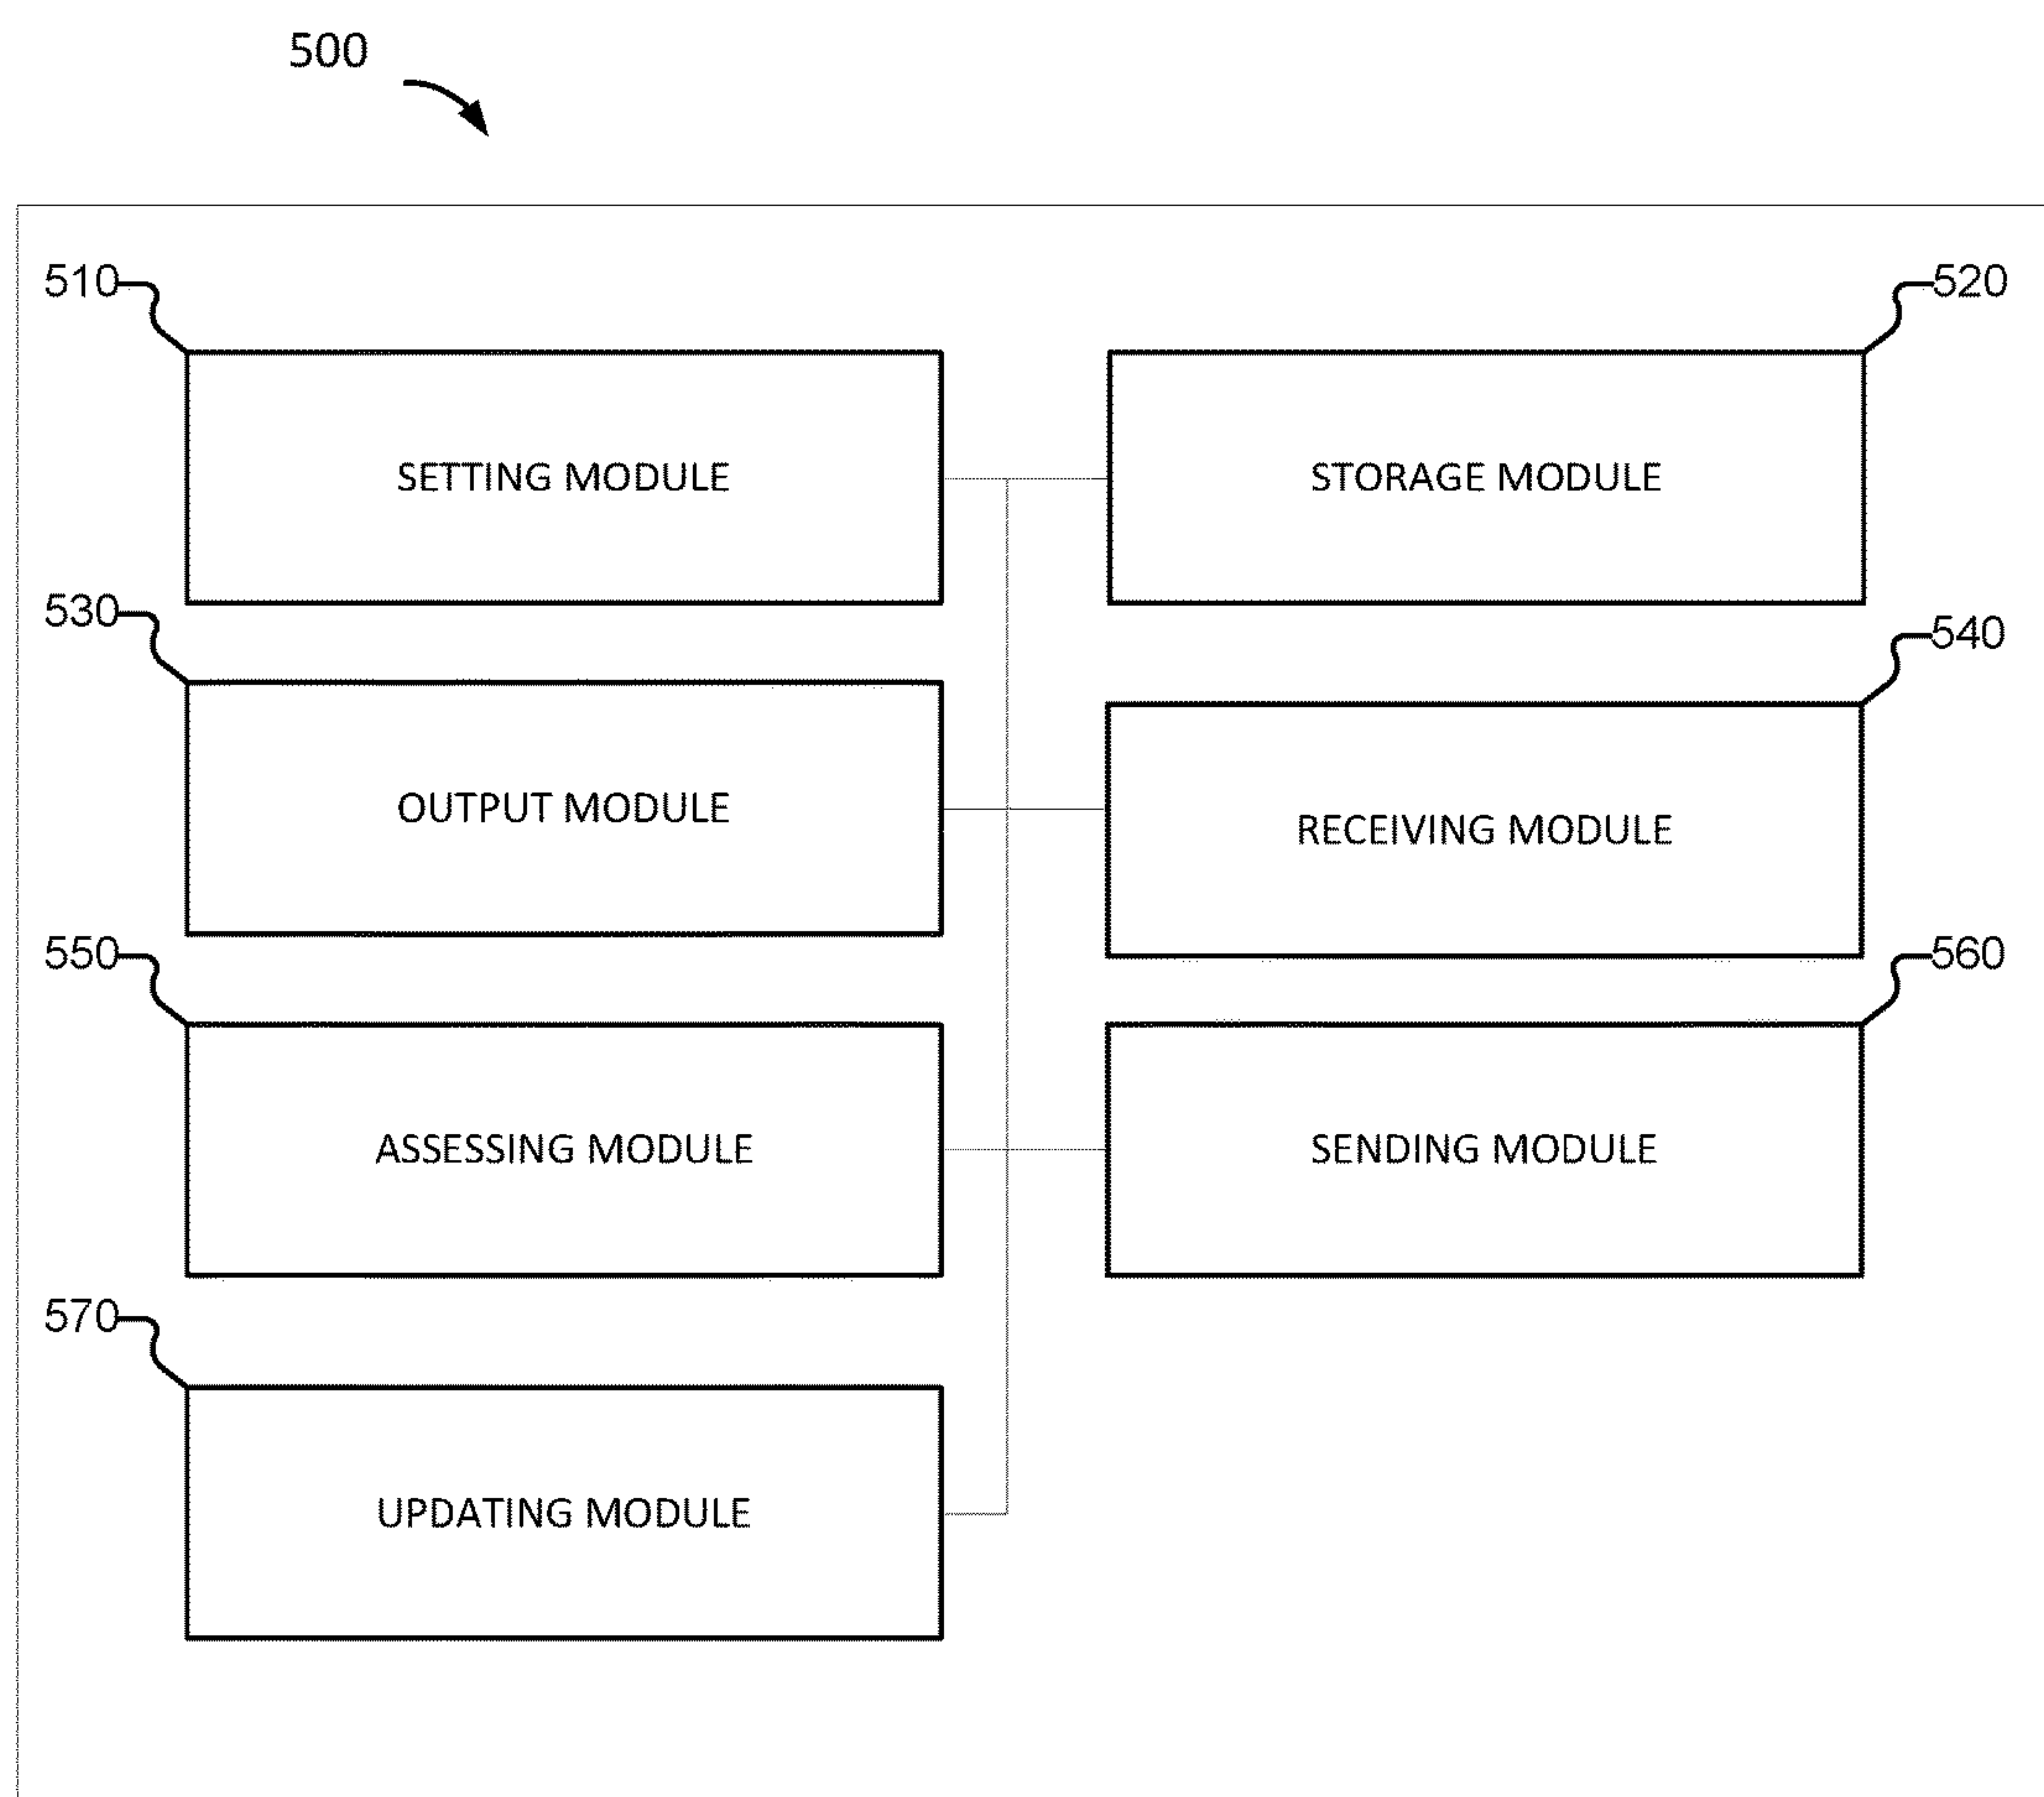 500
510
520
SETTING MODULE
STORAGE MODULE
530
540
OUTPUT MODULE
RECEIVING MODULE
550
560
ASSESSING MODULE
SENDING MODULE
570
UPDATING MODULE